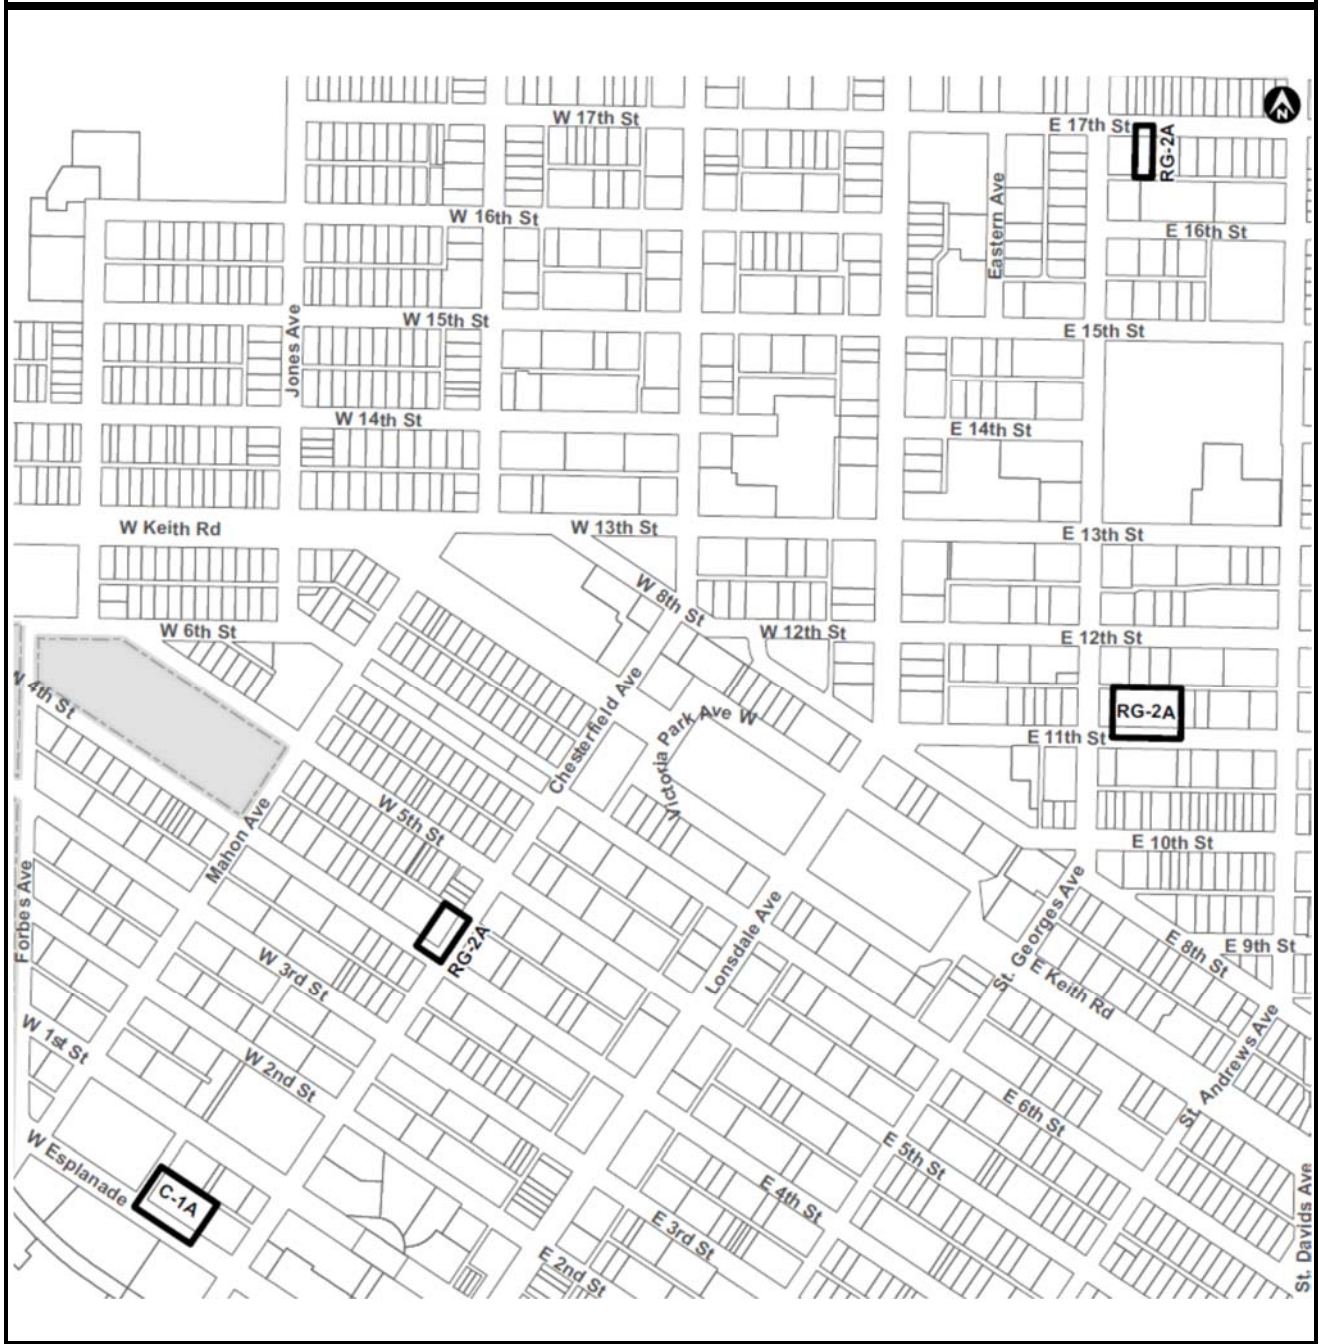 W 17th St
E 17th St
N
RG-2A
Eastern Ave
W 16th St
E 16th St
W 15th St
E 15th St
Jones Ave
W 14th St
E 14th St
W Keith Rd
W 13th St
E 13th St
W 8th St
W 6th St
W 12th St
E 12th St
W 4th St
Chesterfield Ave
Victoria Park Ave W
RG-2A
E 11th St
W 5th St
Mahon Ave
E 10th St
Forbes Ave
RG-2A
Lonsdale Ave
St. Georges Ave
E 8th St
E 9th St
W 3rd St
E Keith Rd
W 1st St
W 2nd St
St. Andrews Ave
E 6th St
W Esplanade
C-1A
E 5th St
E 4th St
E 3rd St
E 2nd St
St. Davids Ave